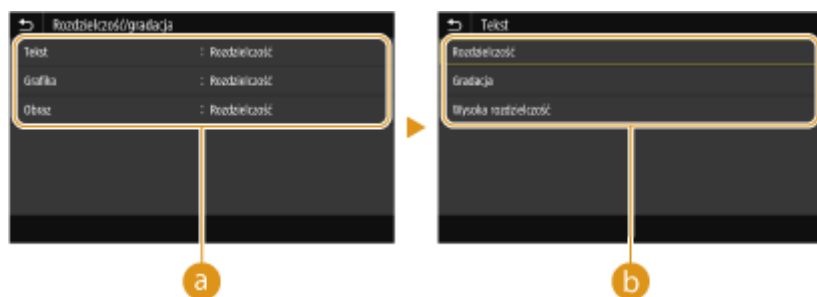 Rozdzielczość/gradacja
Tekst : Rozdzielczość
Grafika : Rozdzielczość
Obraz : Rozdzielczość
a
Tekst
Rozdzielczość
Gradacja
Wysoka rozdzielczość
b